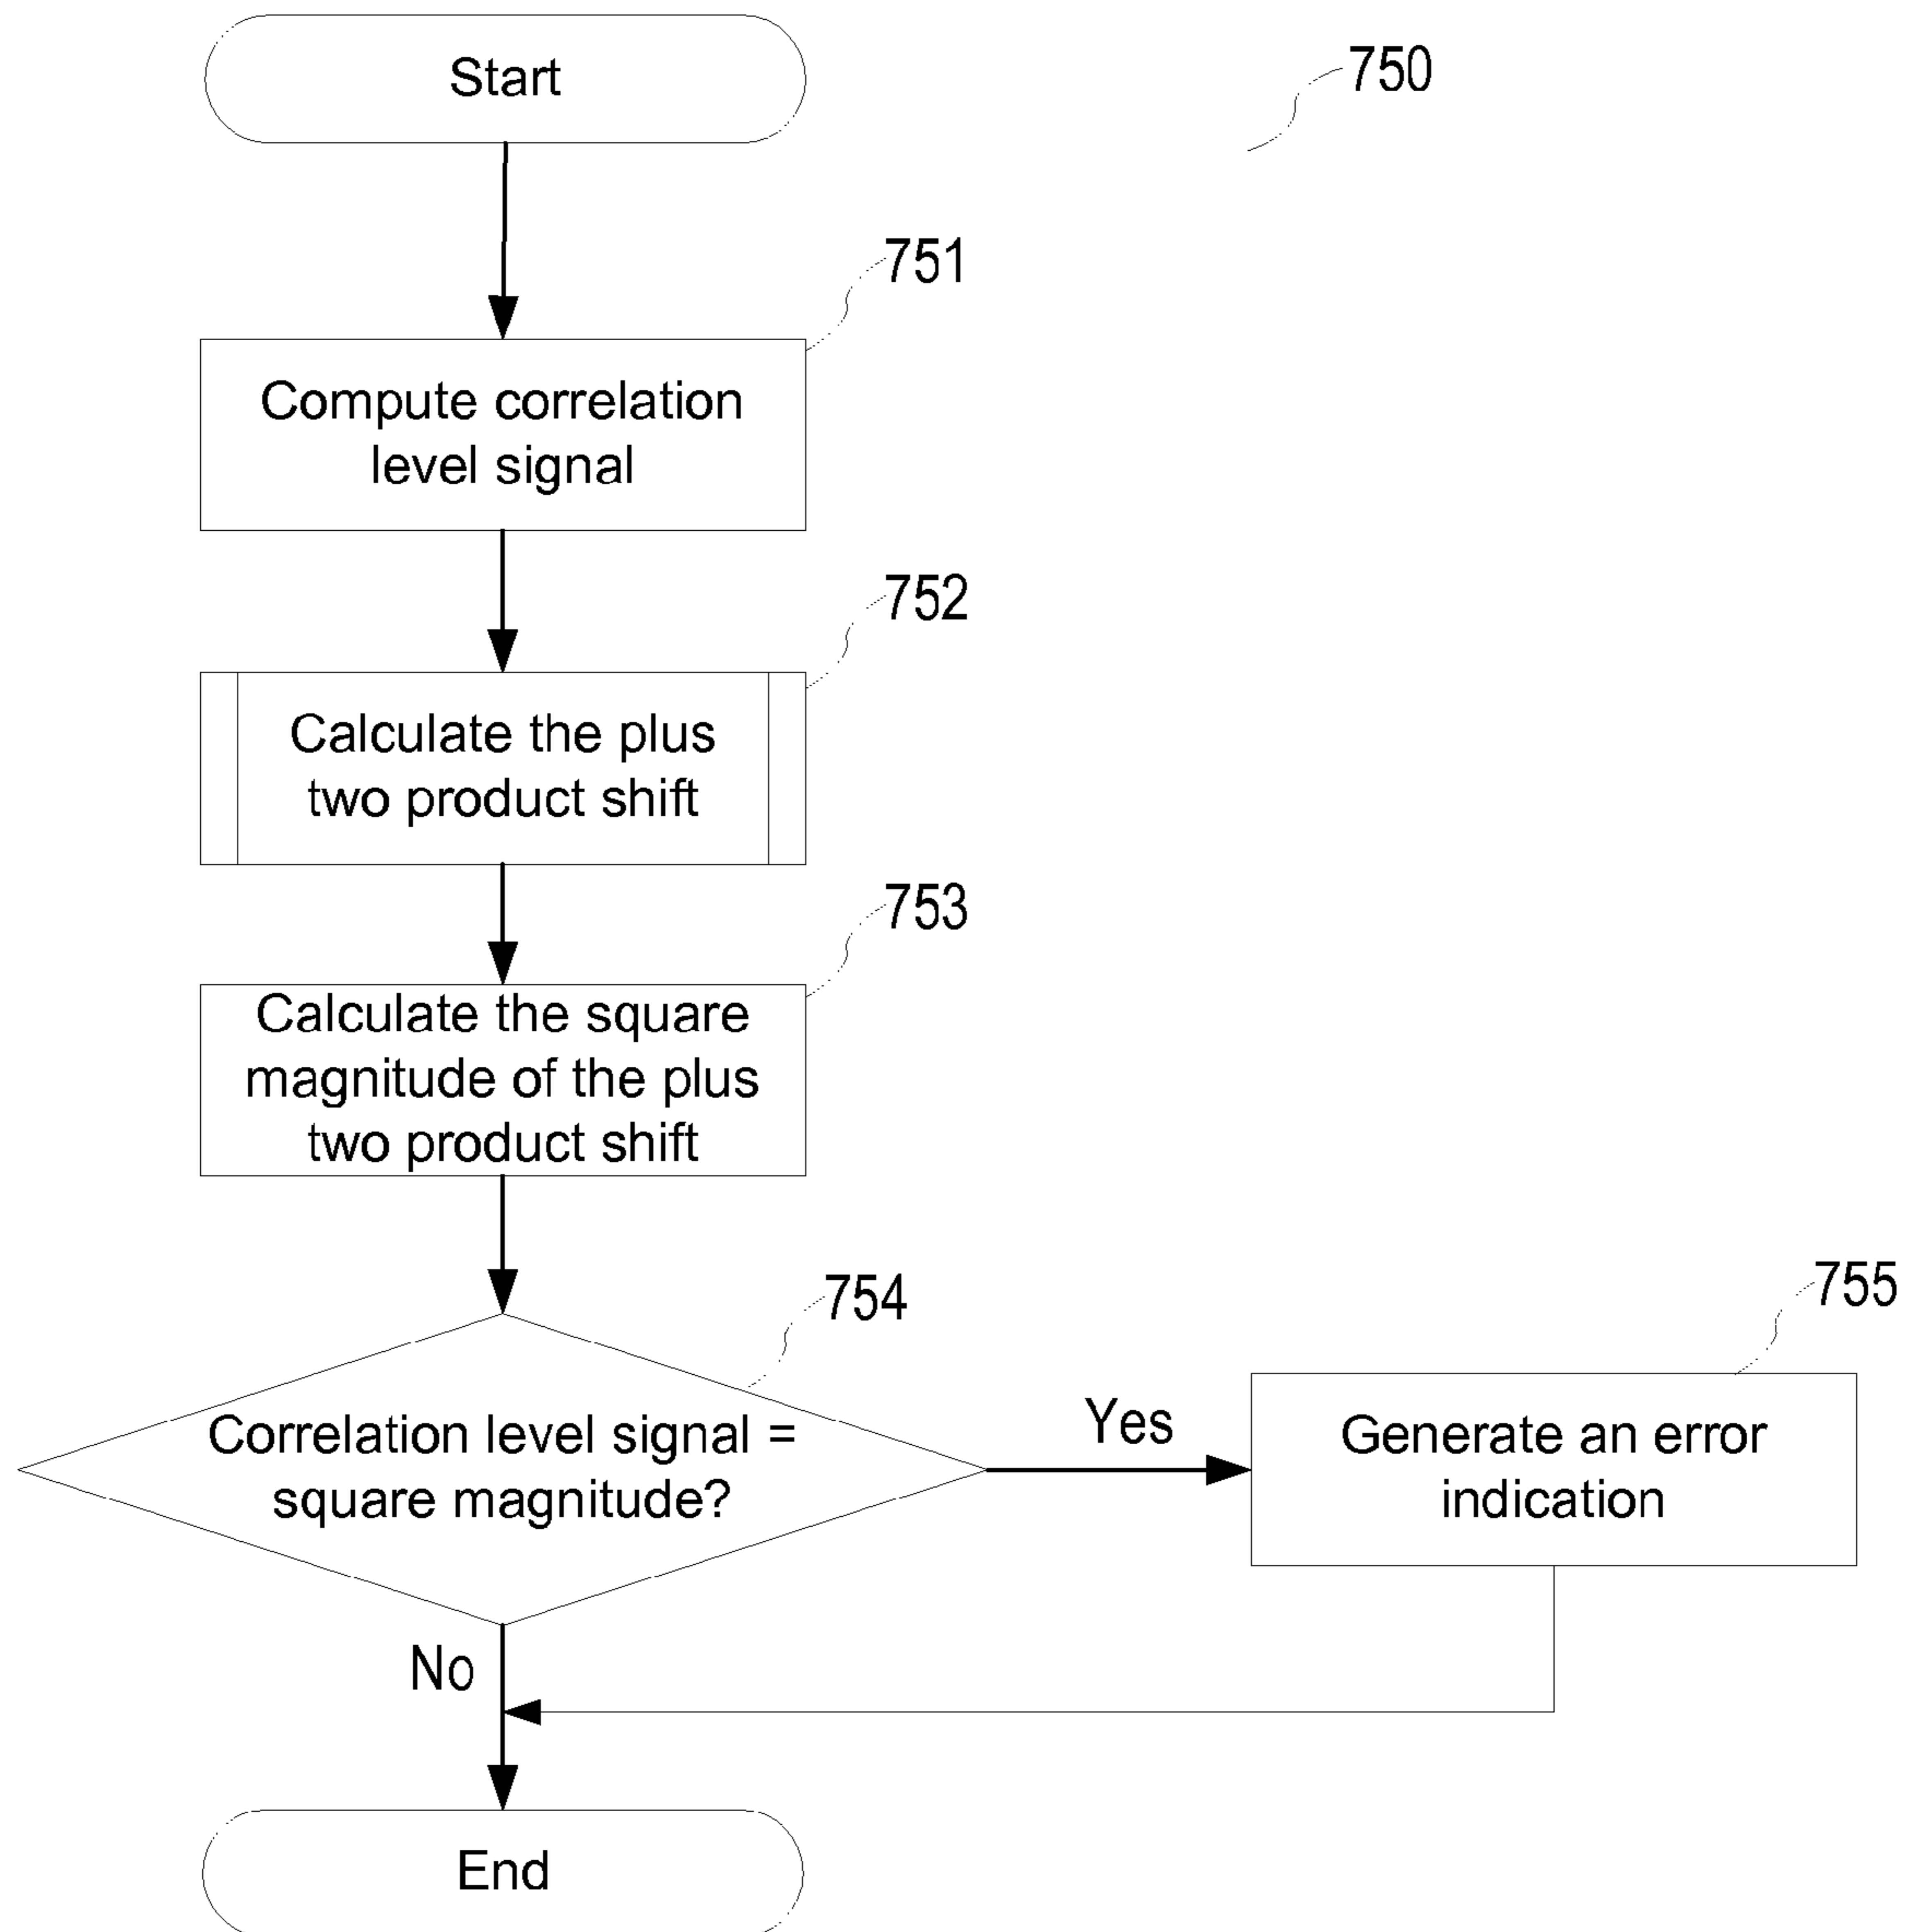 Start
750
751
Compute correlation
level signal
752
Calculate the plus
two product shift
753
Calculate the square
magnitude of the plus
two product shift
754
755
Correlation level signal =
square magnitude?
Yes
Generate an error
indication
No
End